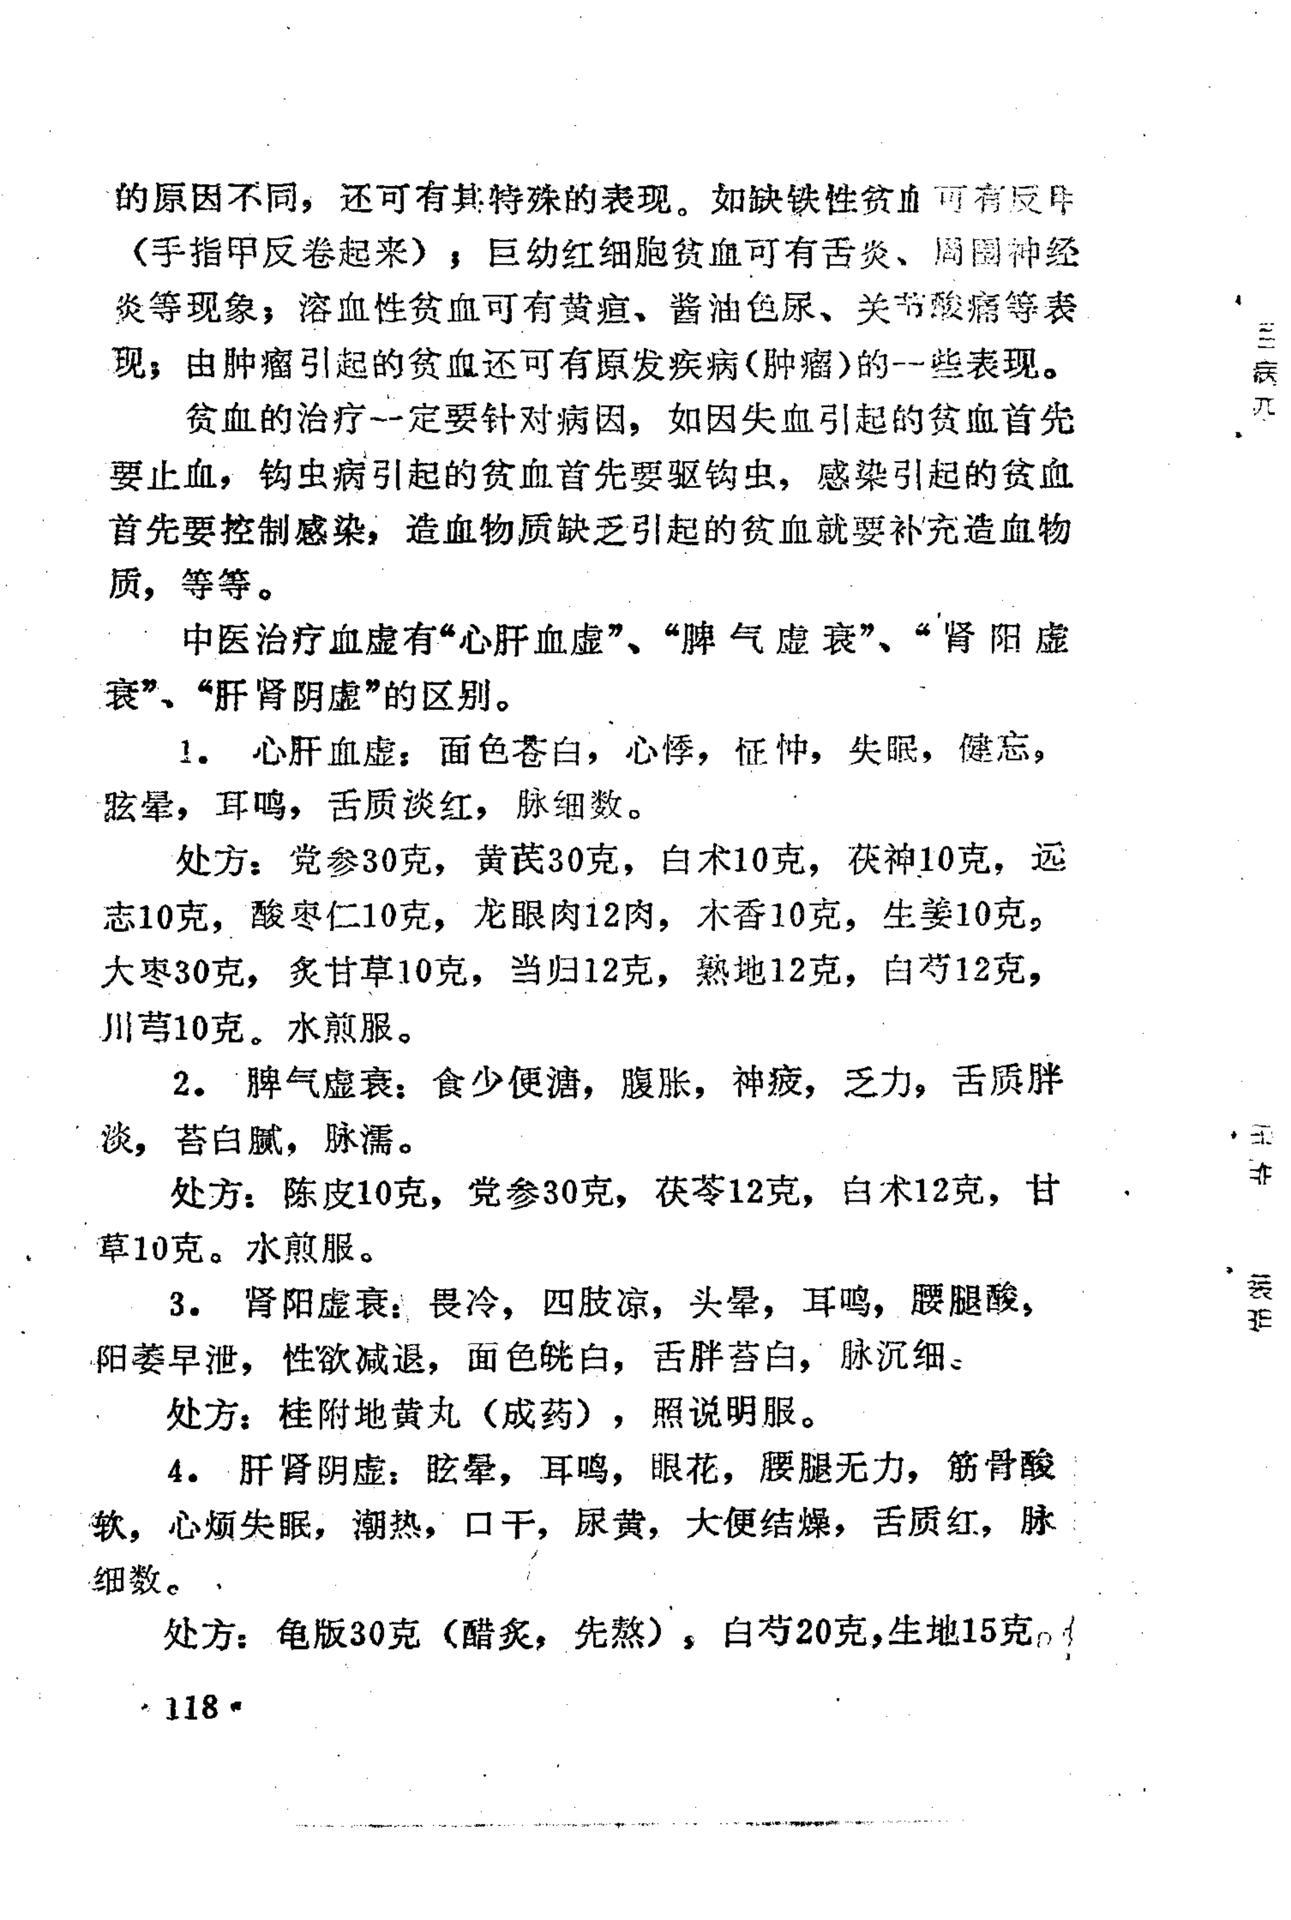 的原因不同，还可有其特殊的表现。如缺铁性贫血可有反甲
（手指甲反卷起来）；巨幼红细胞贫血可有舌炎、周围神经
炎等现象；溶血性贫血可有黄疸、酱油色尿、关节酸痛等表
现；由肿瘤引起的贫血还可有原发疾病（肿瘤）的一些表现。
贫血的治疗一定要针对病因，如因失血引起的贫血首先
要止血，钩虫病引起的贫血首先要驱钩虫，感染引起的贫血
首先要控制感染，造血物质缺乏引起的贫血就要补充造血物
质，等等。
中医治疗血虚有“心肝血虚”、“脾气虚衰”、“肾阳虚
衰”、“肝肾阴虚”的区别。
1. 心肝血虚：面色苍白，心悸，怔忡，失眠，健忘，
眩晕，耳鸣，舌质淡红，脉细数。
处方：党参30克，黄芪30克，白术10克，茯神10克，远
志10克，酸枣仁10克，龙眼肉12肉，木香10克，生姜10克，
大枣30克，炙甘草10克，当归12克，熟地12克，白芍12克，
川芎10克。水煎服。
2. 脾气虚衰：食少便溏，腹胀，神疲，乏力，舌质胖
淡，苔白腻，脉濡。
处方：陈皮10克，党参30克，茯苓12克，白术12克，甘
草10克。水煎服。
3. 肾阳虚衰：畏冷，四肢凉，头晕，耳鸣，腰腿酸，
阳萎早泄，性欲减退，面色㿠白，舌胖苔白，脉沉细。
处方：桂附地黄丸（成药），照说明服。
4. 肝肾阴虚：眩晕，耳鸣，眼花，腰腿无力，筋骨酸
软，心烦失眠，潮热，口干，尿黄，大便结燥，舌质红，脉
细数。
处方：龟版30克（醋炙，先熬），白芍20克，生地15克
·118·